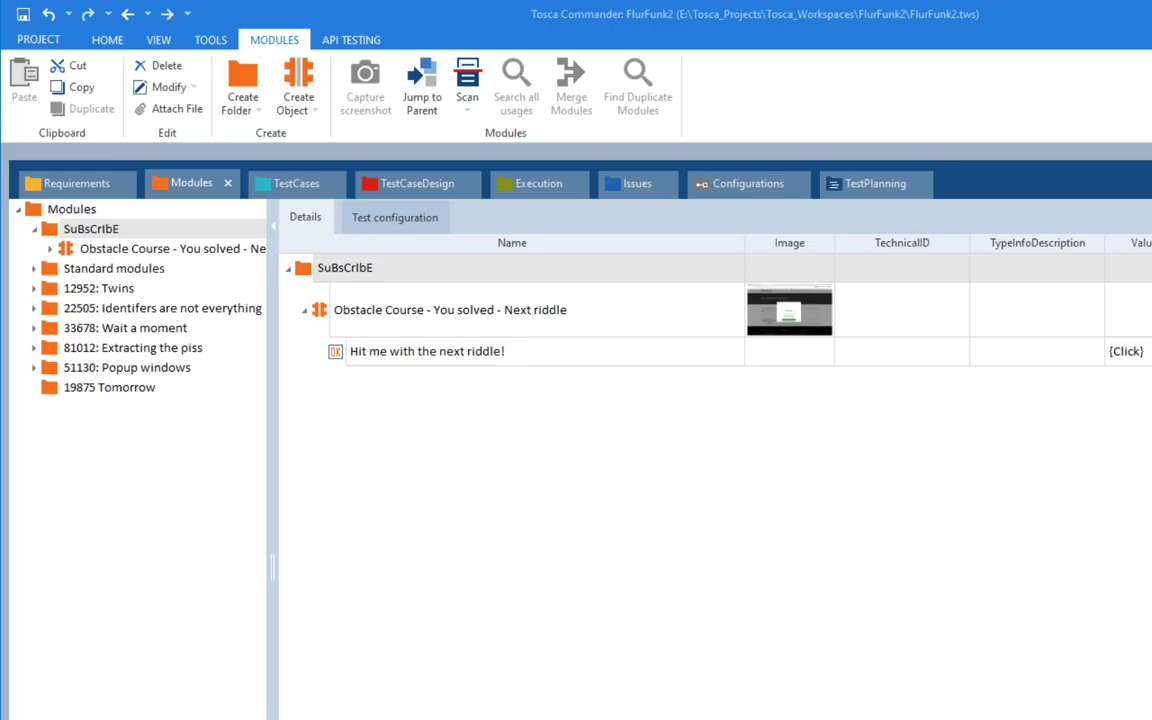 Tosca Commander: FlurFunk2 (E:\Tosca_Projects\Tosca_Workspaces\FlurFunk2\FlurFunk2.tws)
PROJECT HOME VIEW TOOLS MODULES API TESTING
Paste
Cut
Copy
Duplicate
Clipboard
Delete
Modify
Attach File
Edit
Create Folder
Create Object
Create
Capture screenshot
Jump to Parent
Scan
Search all usages
Merge Modules
Find Duplicate Modules
Modules
Requirements Modules TestCases TestCaseDesign Execution Issues Configurations TestPlanning
Modules
SuBsCrIbE
Obstacle Course - You solved - Ne
Standard modules
12952: Twins
22505: Identifers are not everything
33678: Wait a moment
81012: Extracting the piss
51130: Popup windows
19875 Tomorrow
Details Test configuration
Name Image TechnicalID TypeInfoDescription Valu
SuBsCrIbE
Obstacle Course - You solved - Next riddle
OK Hit me with the next riddle! {Click}